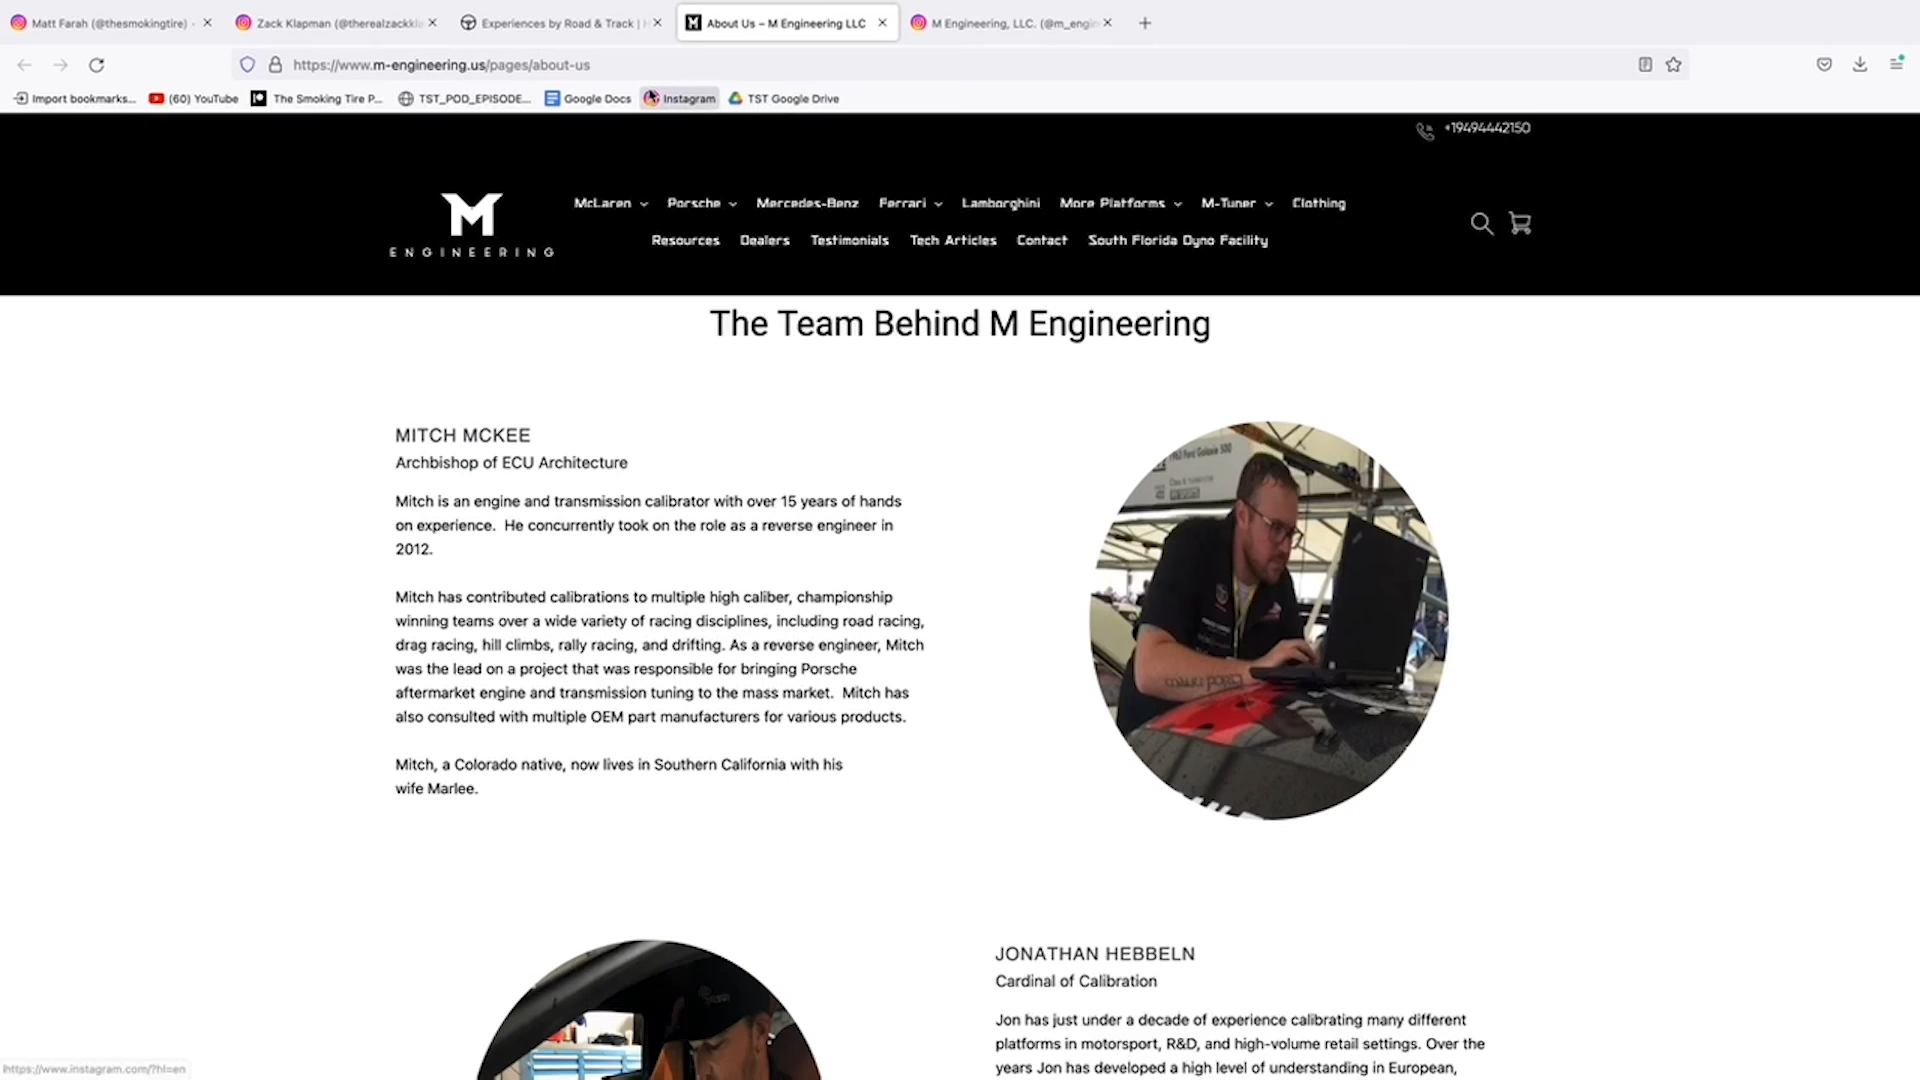 Matt Farah (@thesmokingtire)
Zack Klapman (@therealzackkla
Experiences by Road & Track |
About Us – M Engineering LLC
M Engineering, LLC. (@m_engin
https://www.m-engineering.us/pages/about-us
Import bookmarks...
(60) YouTube
The Smoking Tire P...
TST_POD_EPISODE...
Google Docs
Instagram
TST Google Drive
+19494442150
M
ENGINEERING
McLaren
Porsche
Mercedes-Benz
Ferrari
Lamborghini
More Platforms
M-Tuner
Clothing
Resources
Dealers
Testimonials
Tech Articles
Contact
South Florida Dyno Facility
The Team Behind M Engineering
MITCH MCKEE
Archbishop of ECU Architecture
Mitch is an engine and transmission calibrator with over 15 years of hands
on experience. He concurrently took on the role as a reverse engineer in
2012.
Mitch has contributed calibrations to multiple high caliber, championship
winning teams over a wide variety of racing disciplines, including road racing,
drag racing, hill climbs, rally racing, and drifting. As a reverse engineer, Mitch
was the lead on a project that was responsible for bringing Porsche
aftermarket engine and transmission tuning to the mass market. Mitch has
also consulted with multiple OEM part manufacturers for various products.
Mitch, a Colorado native, now lives in Southern California with his
wife Marlee.
1963 Ford Galaxie 500
JONATHAN HEBBELN
Cardinal of Calibration
Jon has just under a decade of experience calibrating many different
platforms in motorsport, R&D, and high-volume retail settings. Over the
years Jon has developed a high level of understanding in European,
https://www.instagram.com/?hl=en